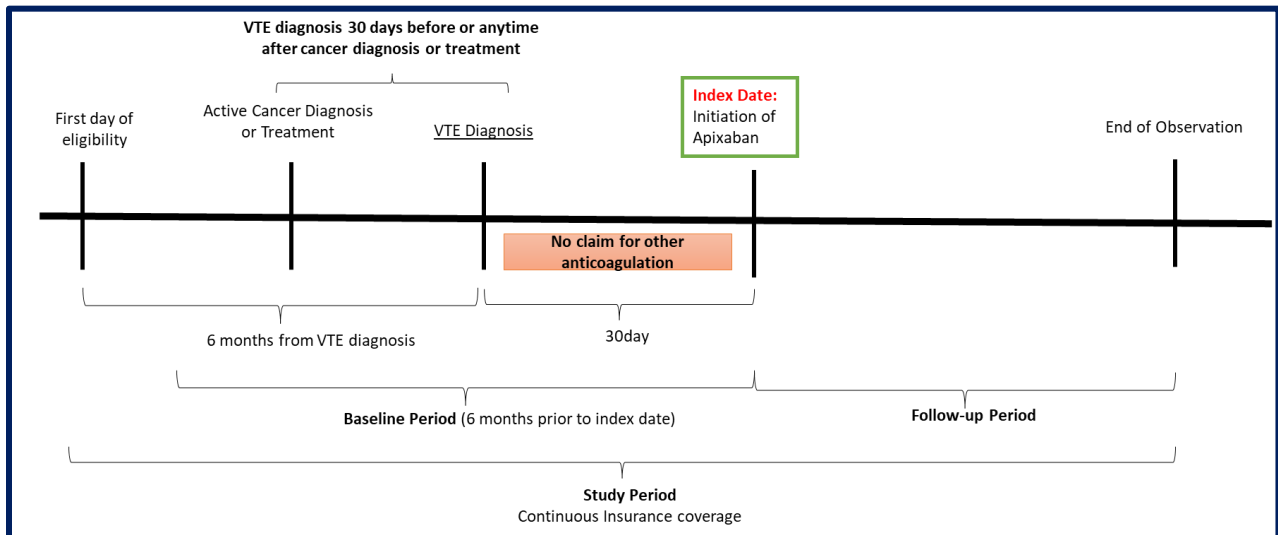 VTE diagnosis 30 days before or anytime
after cancer diagnosis or treatment
First day of
eligibility
Active Cancer Diagnosis
or Treatment
VTE Diagnosis
Index Date:
Initiation of
Apixaban
End of Observation
No claim for other
anticoagulation
6 months from VTE diagnosis
30day
Baseline Period (6 months prior to index date)
Follow-up Period
Study Period
Continuous Insurance coverage